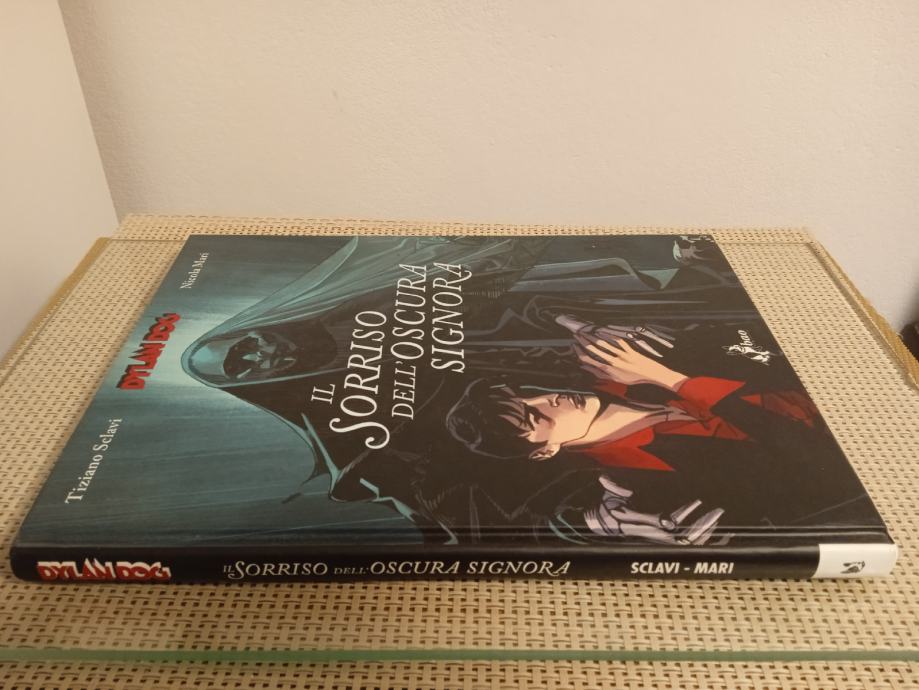 Tiziano Sclavi
Nicola Mari
DYLAN DOG
IL
SORRISO
DELL'OSCURA
SIGNORA
DYLAN DOG
IL SORRISO DELL'OSCURA SIGNORA
SCLAVI - MARI